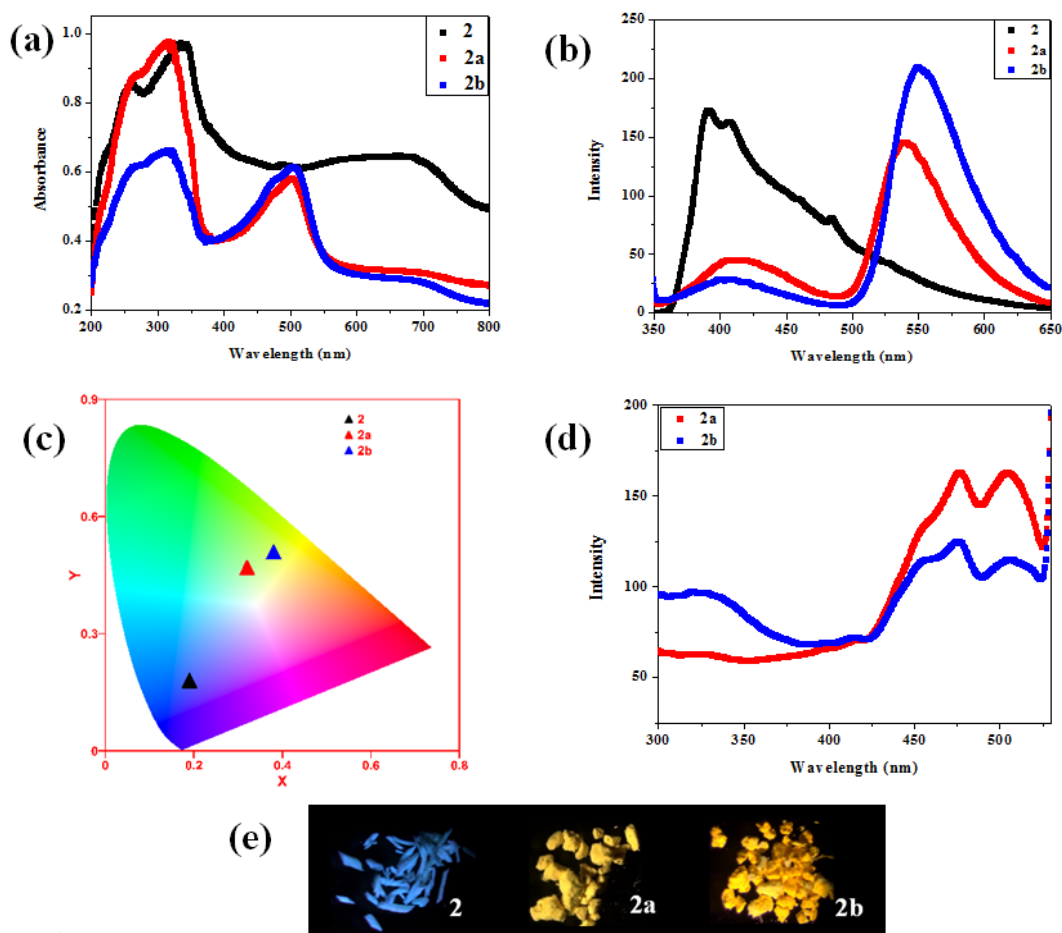 (a)
Absorbance
1.0
0.8
0.6
0.4
0.2
200 300 400 500 600 700 800
Wavelength (nm)
2
2a
2b
(b)
Intensity
250
200
150
100
50
0
350 400 450 500 550 600 650
Wavelength (nm)
2
2a
2b
(c)
Y
0.9
0.6
0.3
0
0 0.2 0.4 0.6 0.8
X
2
2a
2b
(d)
Intensity
200
150
100
50
300 350 400 450 500
Wavelength (nm)
2a
2b
(e)
2 2a 2b